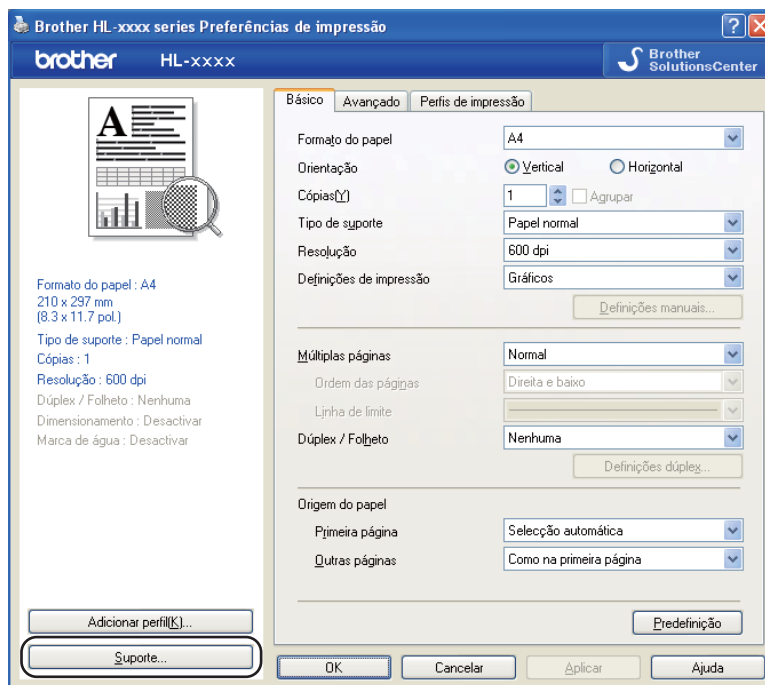 Brother HL-xxxx series Preferências de impressão
?
X
brother HL-xxxx
Brother SolutionsCenter
A
Formato do papel : A4
210 x 297 mm
(8.3 x 11.7 pol.)
Tipo de suporte : Papel normal
Cópias : 1
Resolução : 600 dpi
Dúplex / Folheto : Nenhuma
Dimensionamento : Desactivar
Marca de água : Desactivar
Adicionar perfil(K)...
Suporte...
Básico Avançado Perfis de impressão
Formato do papel A4
Orientação Vertical Horizontal
Cópias(Y) 1 Agrupar
Tipo de suporte Papel normal
Resolução 600 dpi
Definições de impressão Gráficos
Definições manuais...
Múltiplas páginas Normal
Ordem das páginas Direita e baixo
Linha de limite
Dúplex / Folheto Nenhuma
Definições dúplex...
Origem do papel
Primeira página Selecção automática
Outras páginas Como na primeira página
Predefinição
OK Cancelar Aplicar Ajuda